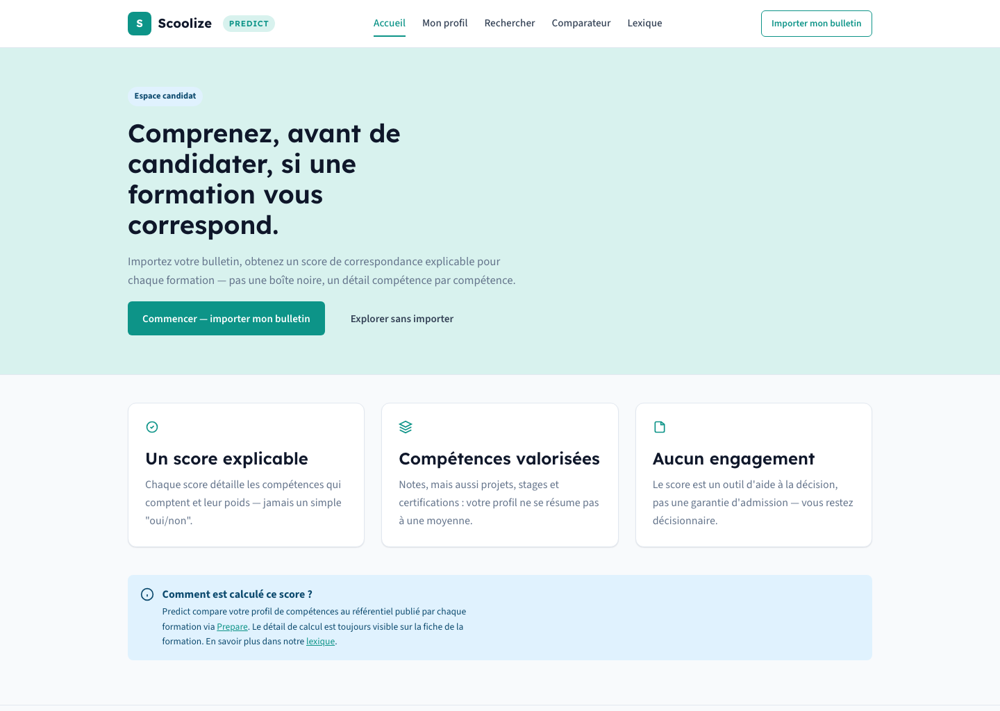 S Scoolize PREDICT Accueil Mon profil Rechercher Comparateur Lexique Importer mon bulletin
Espace candidat
Comprenez, avant de
candidater, si une
formation vous
correspond.
Importez votre bulletin, obtenez un score de correspondance explicable pour
chaque formation — pas une boîte noire, un détail compétence par compétence.
Commencer — importer mon bulletin Explorer sans importer
Un score explicable
Chaque score détaille les compétences qui
comptent et leur poids — jamais un simple
"oui/non".
Compétences valorisées
Notes, mais aussi projets, stages et
certifications : votre profil ne se résume pas
à une moyenne.
Aucun engagement
Le score est un outil d'aide à la décision,
pas une garantie d'admission — vous restez
décisionnaire.
Comment est calculé ce score ?
Predict compare votre profil de compétences au référentiel publié par chaque
formation via Prepare. Le détail de calcul est toujours visible sur la fiche de la
formation. En savoir plus dans notre lexique.